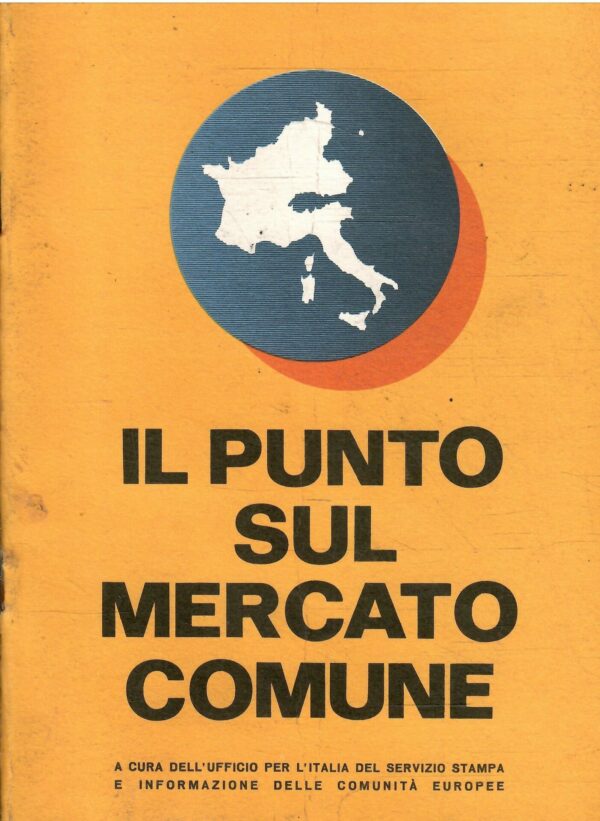 IL PUNTO
SUL
MERCATO
COMUNE
A CURA DELL'UFFICIO PER L'ITALIA DEL SERVIZIO STAMPA
E INFORMAZIONE DELLE COMUNITÀ EUROPEE